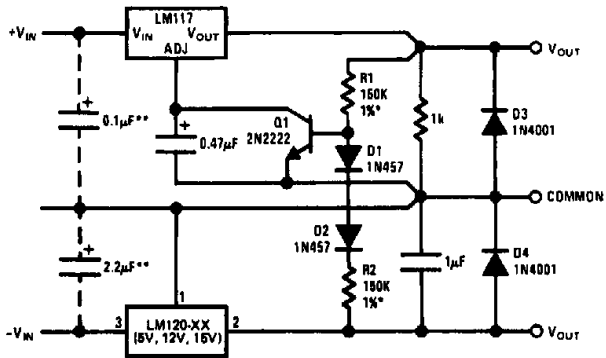 LM117
+VIN
VIN VOUT
ADJ
VOUT
R1
150K
1%*
+
0.1μF**
+
0.47μF
Q1
2N2222
1k
D3
1N4001
D1
1N457
COMMON
D2
1N457
+
2.2μF**
R2
150K
1%*
1μF
D4
1N4001
1
-VIN
3
LM120-XX
(5V, 12V, 15V)
2
VOUT